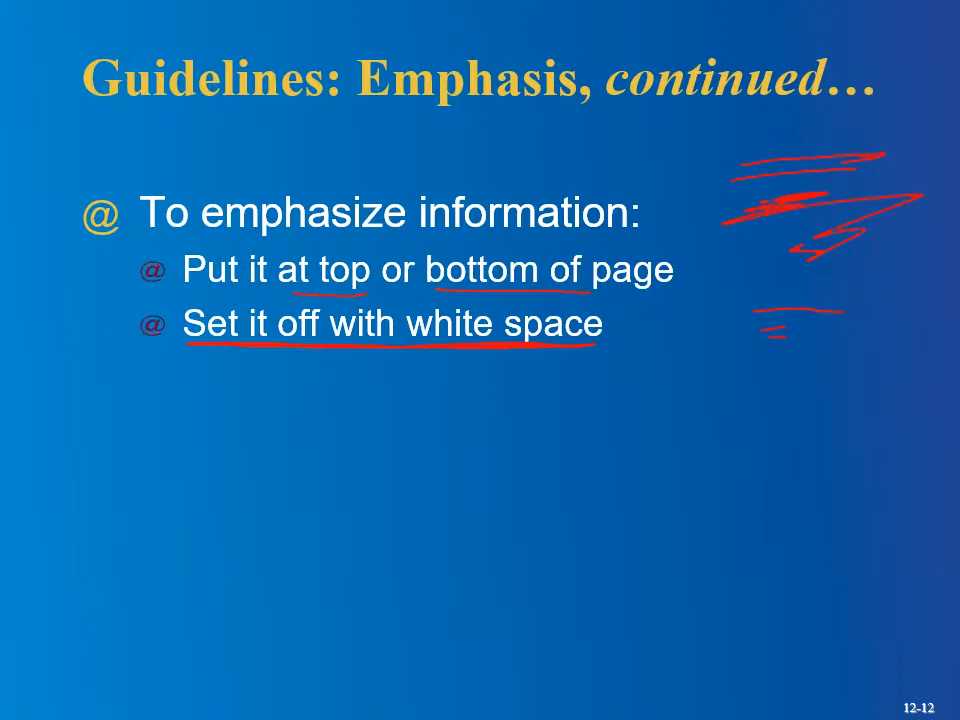 Guidelines: Emphasis, continued…
@ To emphasize information:
@ Put it at top or bottom of page
@ Set it off with white space
12-12